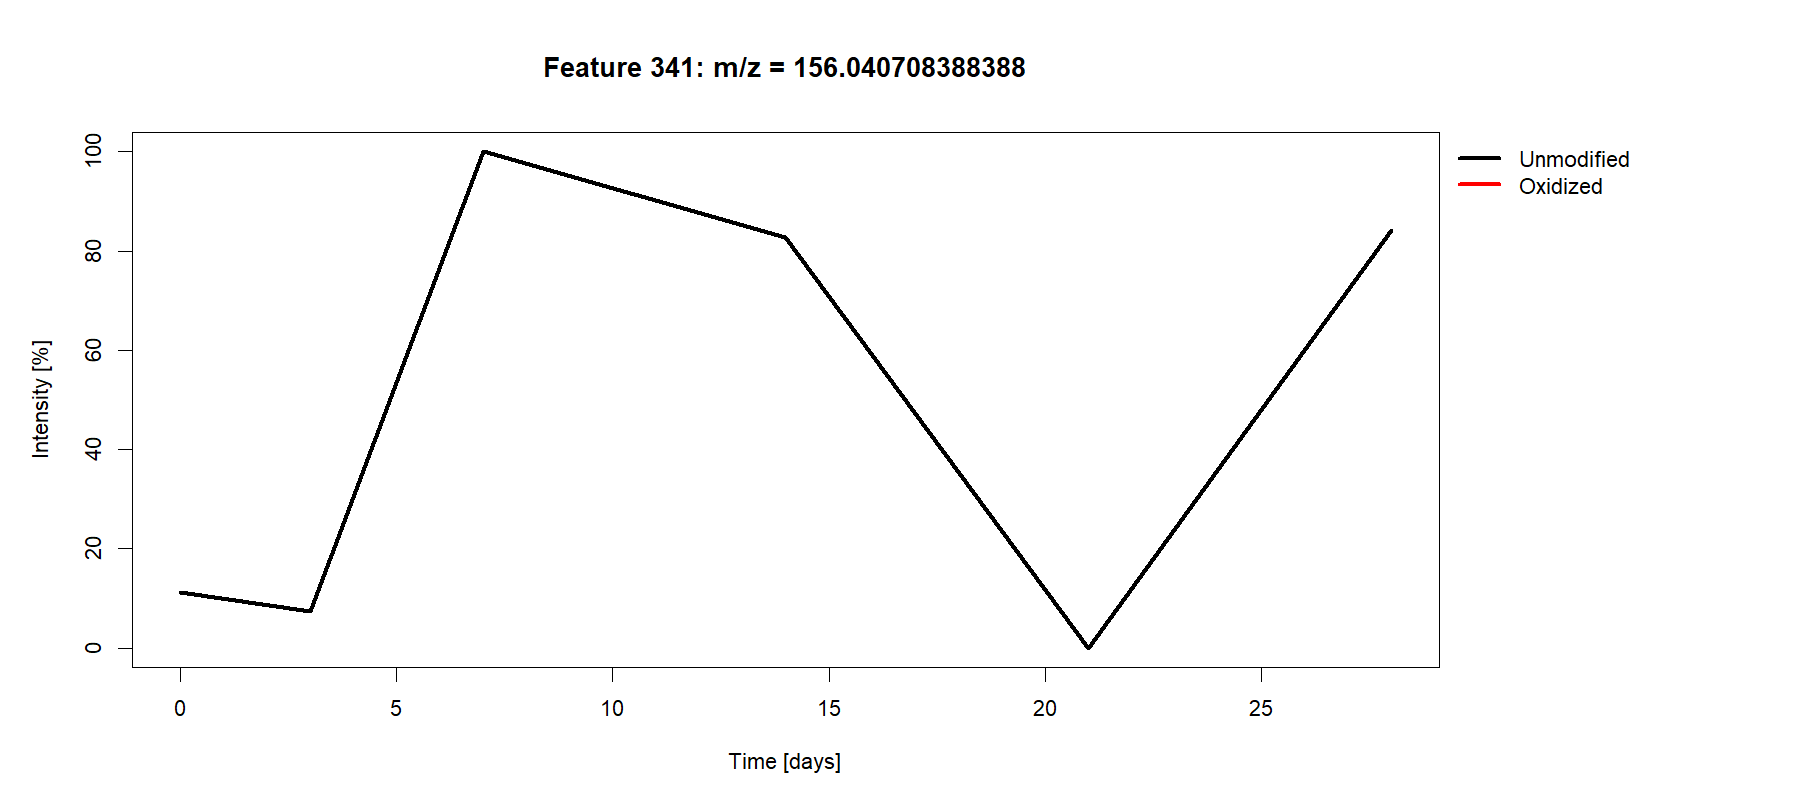 Feature 341: m/z = 156.040708388388
Unmodified
Oxidized
Intensity [%]
100
80
60
40
20
0
0 5 10 15 20 25
Time [days]